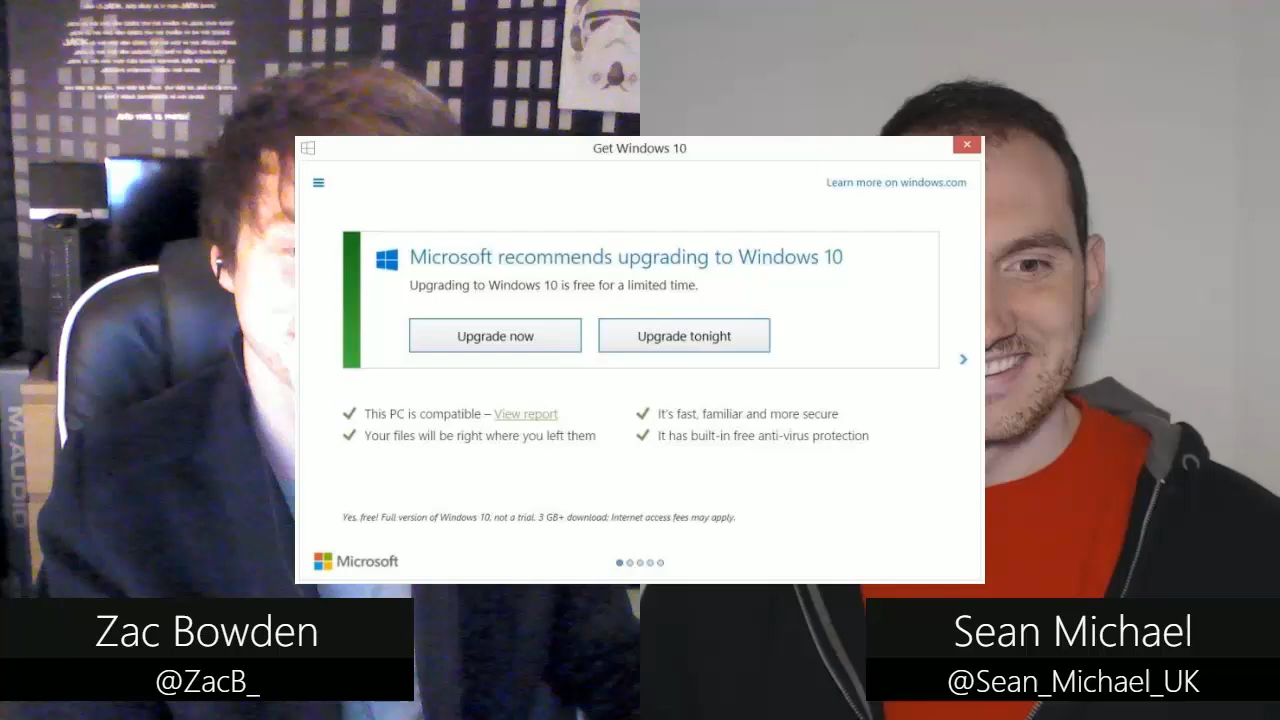 Get Windows 10
Learn more on windows.com
Microsoft recommends upgrading to Windows 10
Upgrading to Windows 10 is free for a limited time.
Upgrade now
Upgrade tonight
This PC is compatible – View report
It's fast, familiar and more secure
Your files will be right where you left them
It has built-in free anti-virus protection
Yes, free! Full version of Windows 10, not a trial. 3 GB+ download; Internet access fees may apply.
Microsoft
M-AUDIO
Zac Bowden
@ZacB_
Sean Michael
@Sean_Michael_UK